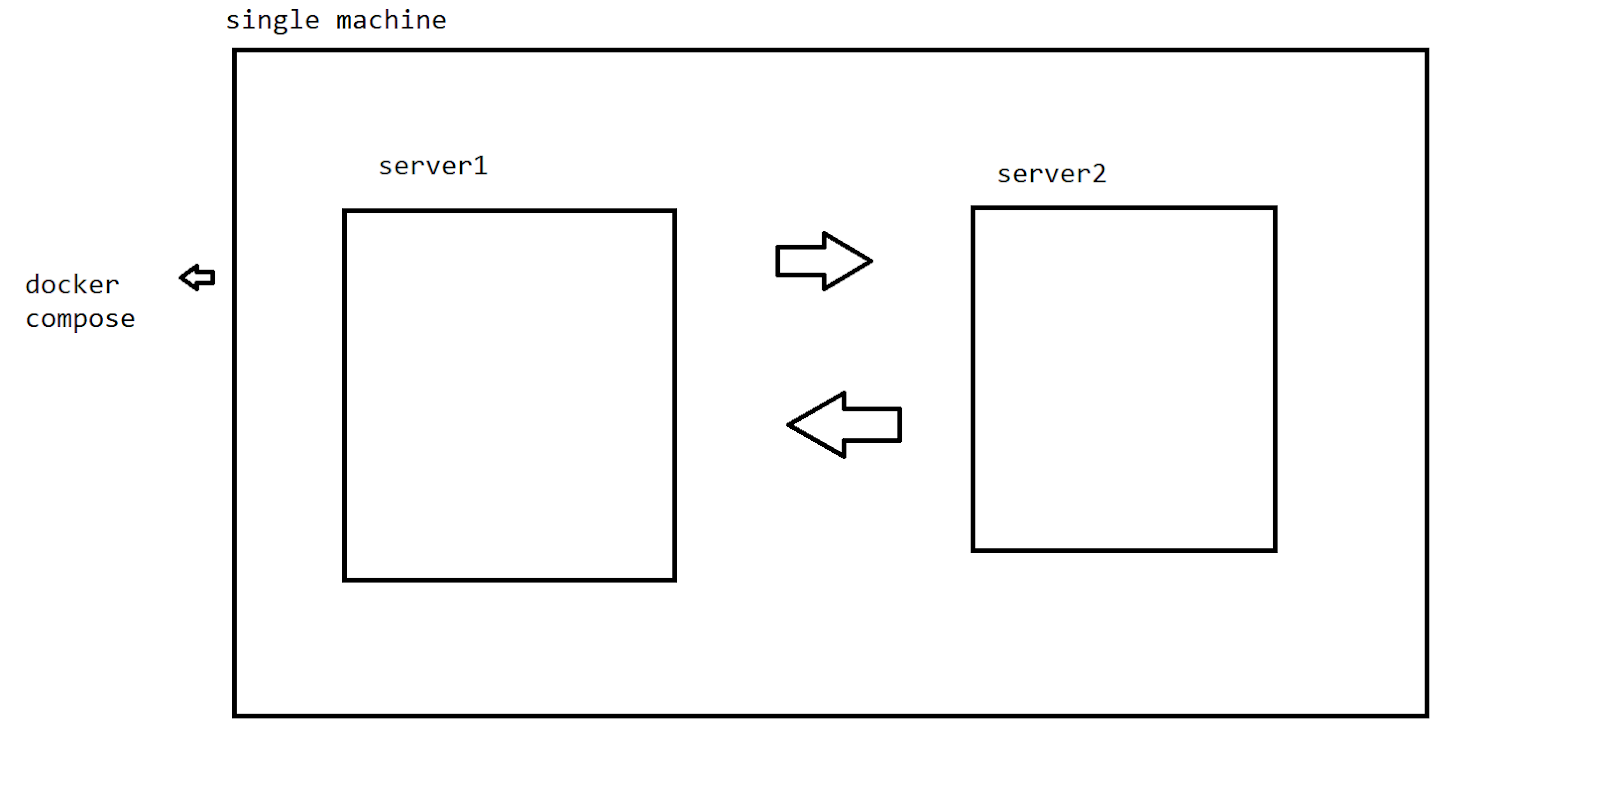 single machine
server1
server2
docker
compose